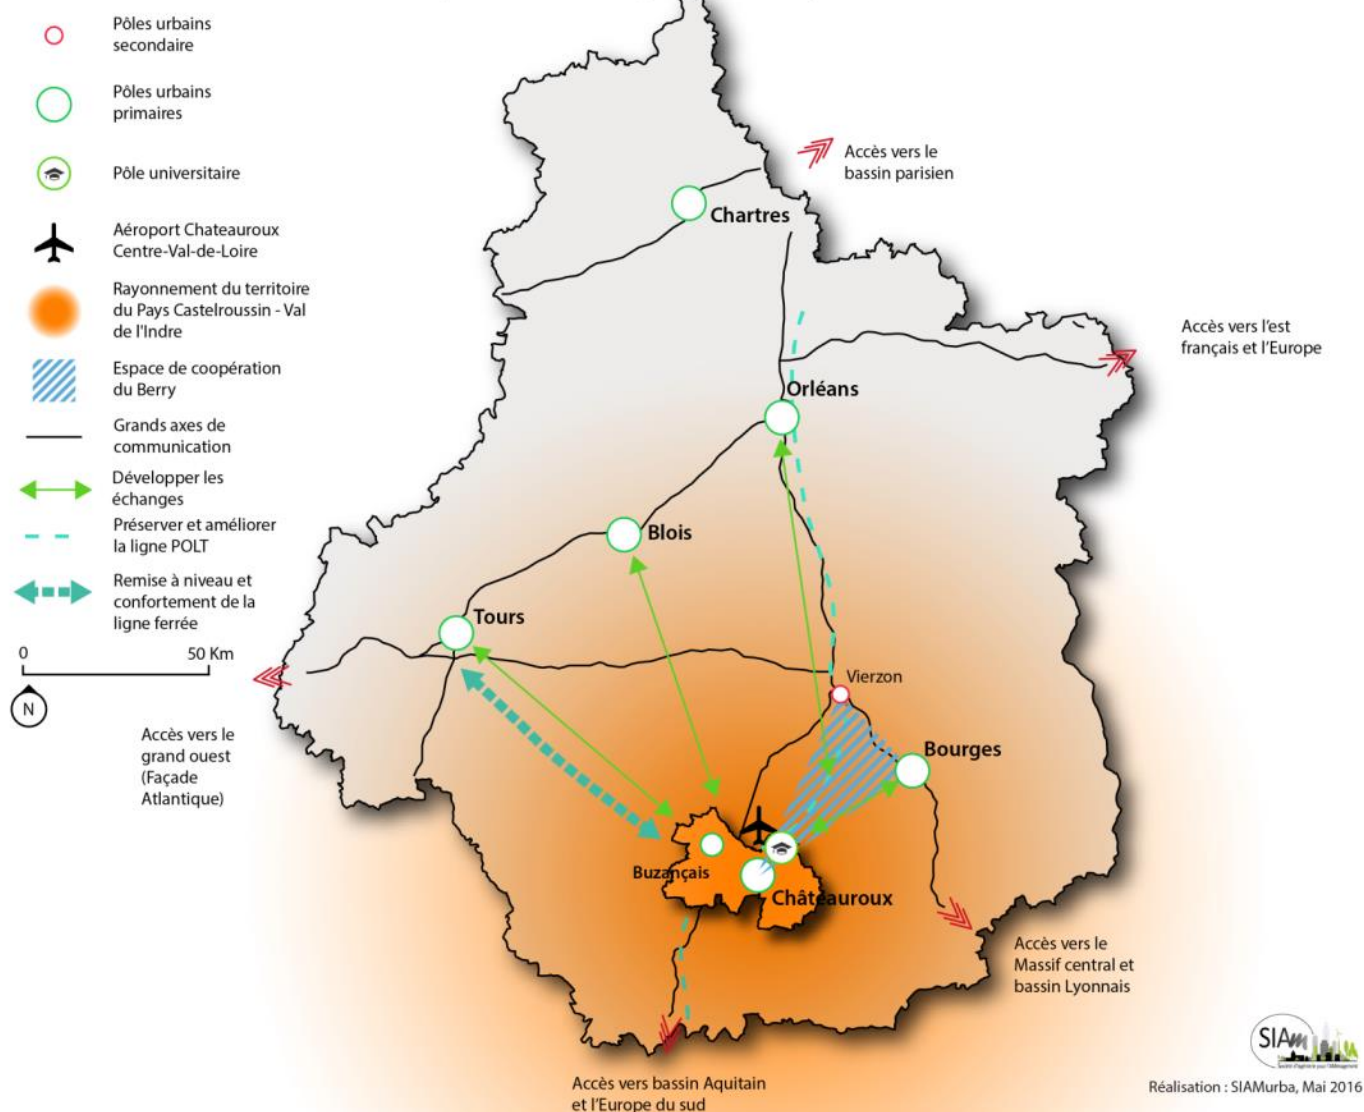 Pôles urbains
secondaire
Pôles urbains
primaires
Pôle universitaire
Aéroport Chateauroux
Centre-Val-de-Loire
Rayonnement du territoire
du Pays Castelroussin - Val
de l'Indre
Espace de coopération
du Berry
Grands axes de
communication
Développer les
échanges
Préserver et améliorer
la ligne POLT
Remise à niveau et
confortement de la
ligne ferrée
0 50 Km
N
Accès vers le
bassin parisien
Chartres
Accès vers l'est
français et l'Europe
Orléans
Blois
Tours
Vierzon
Bourges
Accès vers le
grand ouest
(Façade
Atlantique)
Buzançais
Châteauroux
Accès vers le
Massif central et
bassin Lyonnais
Accès vers bassin Aquitain
et l'Europe du sud
SIAm
Réalisation : SIAMurba, Mai 2016